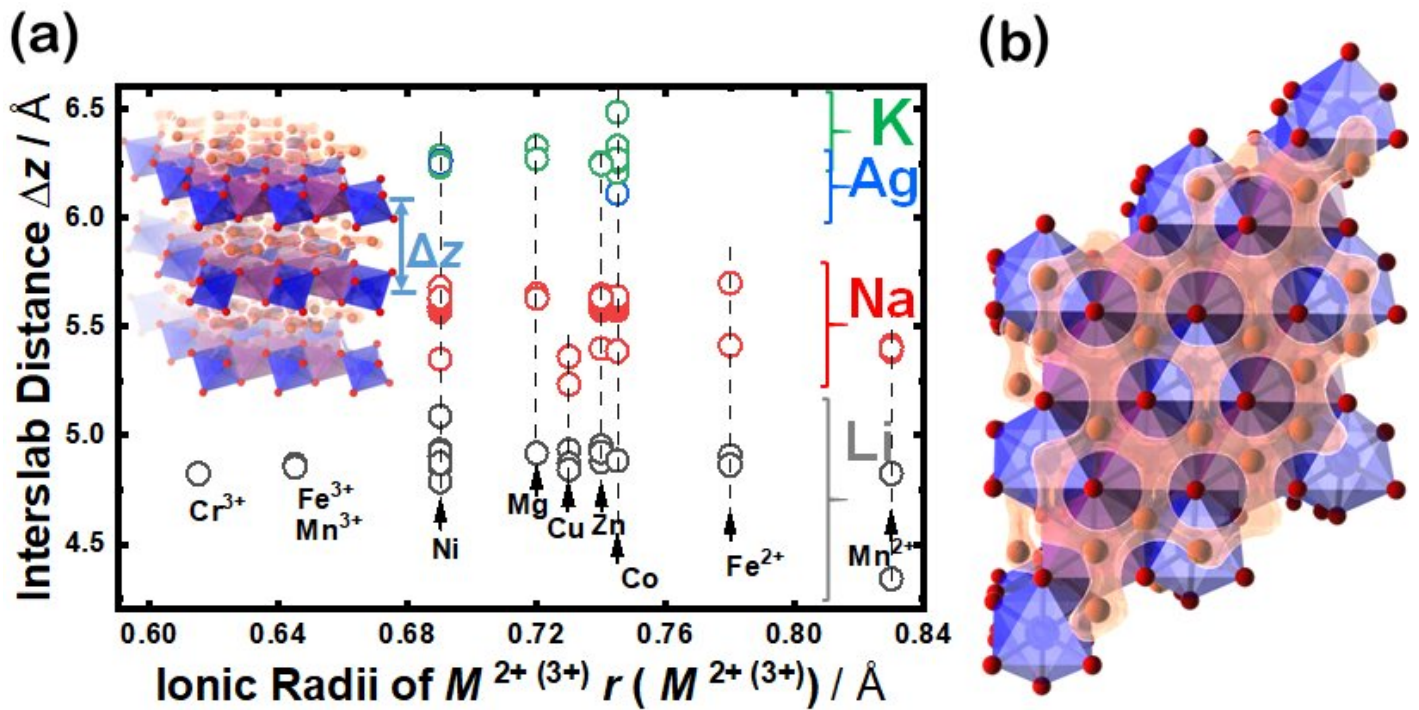 (a)
(b)
Interslab Distance Δz / Å
6.5
6.0
5.5
5.0
4.5
Δz
K
Ag
Na
Li
Cr3+
Fe3+
Mn3+
Ni
Mg
Cu
Zn
Co
Fe2+
Mn2+
0.60 0.64 0.68 0.72 0.76 0.80 0.84
Ionic Radii of M 2+ (3+) r ( M 2+ (3+)) / Å